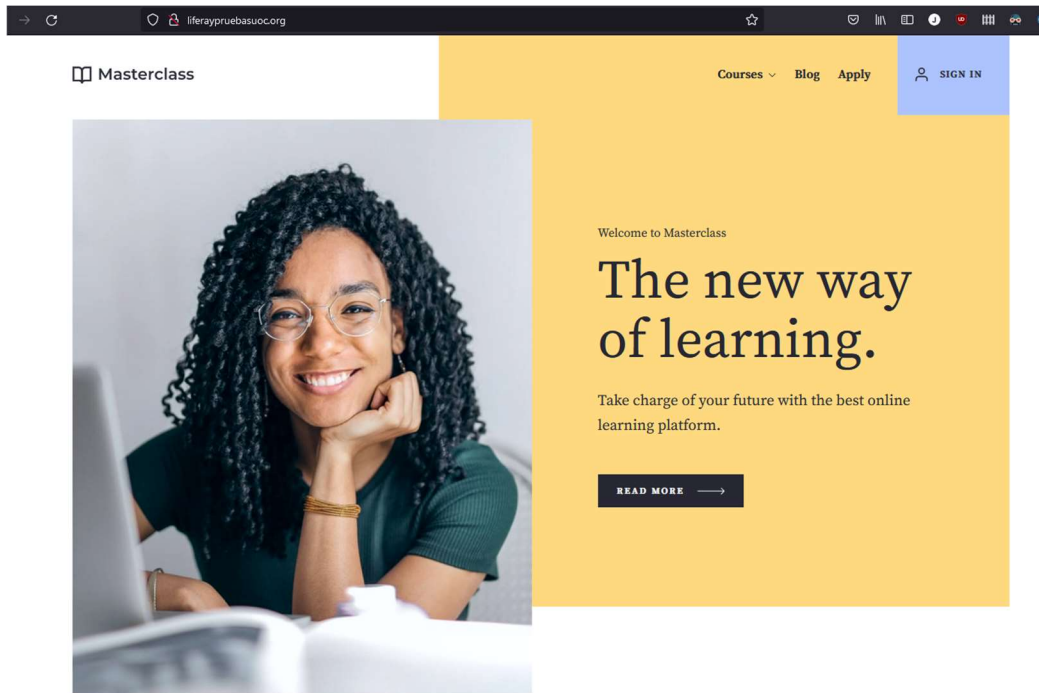 liferaypruebasuoc.org
Masterclass
Courses Blog Apply SIGN IN
Welcome to Masterclass
The new way
of learning.
Take charge of your future with the best online
learning platform.
READ MORE